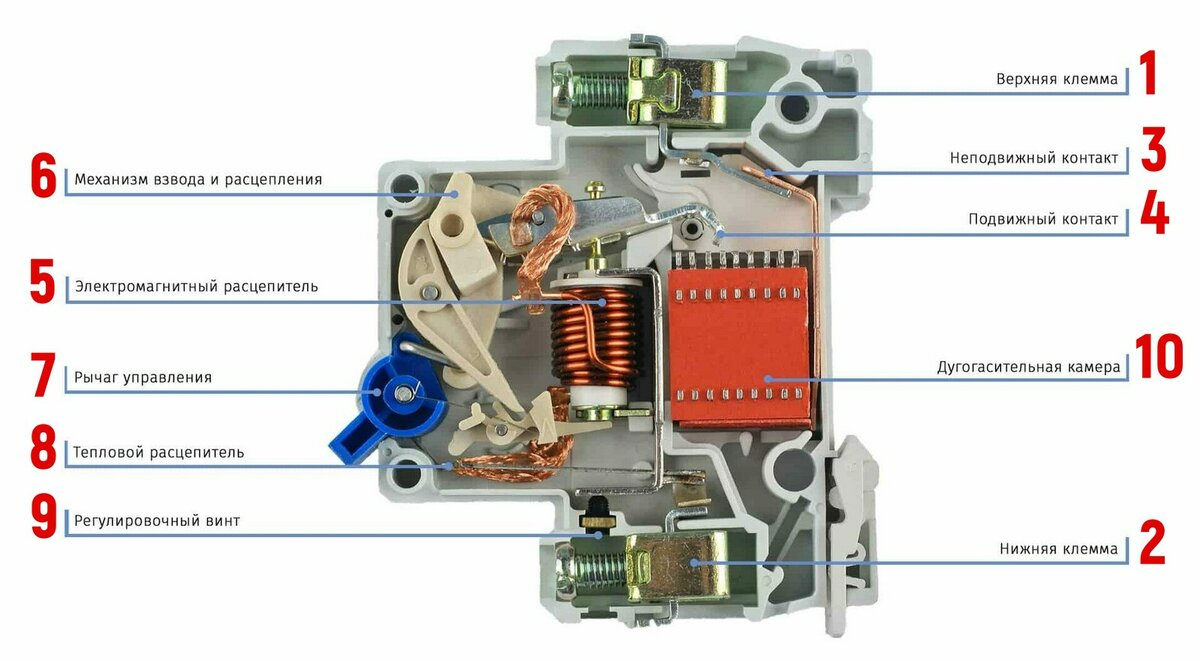 1 Верхняя клемма
3 Неподвижный контакт
6 Механизм взвода и расцепления
4 Подвижный контакт
5 Электромагнитный расцепитель
10 Дугогасительная камера
7 Рычаг управления
8 Тепловой расцепитель
9 Регулировочный винт
2 Нижняя клемма